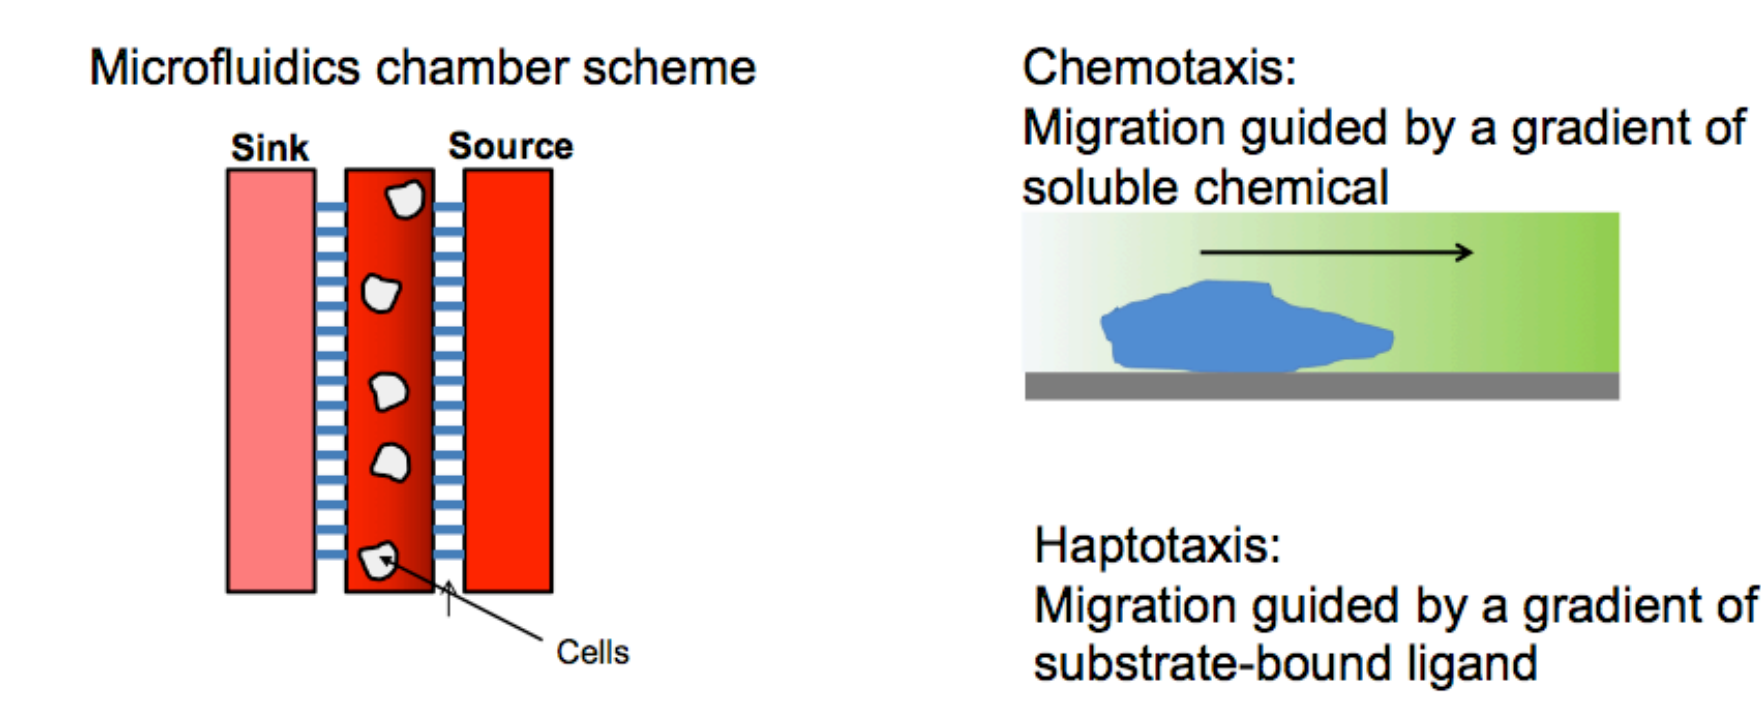 Microfluidics chamber scheme
Sink
Source
Cells
Chemotaxis:
Migration guided by a gradient of
soluble chemical
Haptotaxis:
Migration guided by a gradient of
substrate-bound ligand